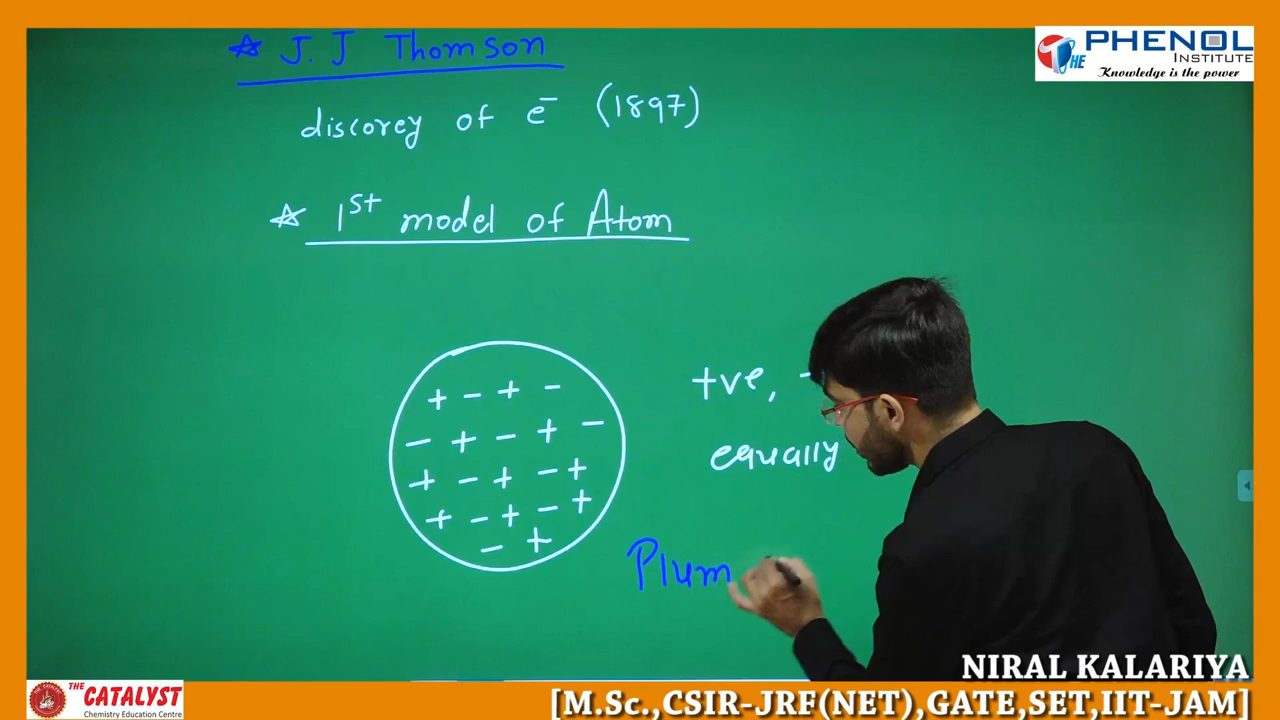 ☆ J. J Thomson
PHENOL
THE INSTITUTE
Knowledge is the power
discorey of e⁻ (1897)
☆ 1st model of Atom
+ - + -
- + - + -
+ - + - +
+ - + - +
- +
+ve, -
equally
Plum
NIRAL KALARIYA
THE CATALYST
Chemistry Education Centre
[M.Sc.,CSIR-JRF(NET),GATE,SET,IIT-JAM]